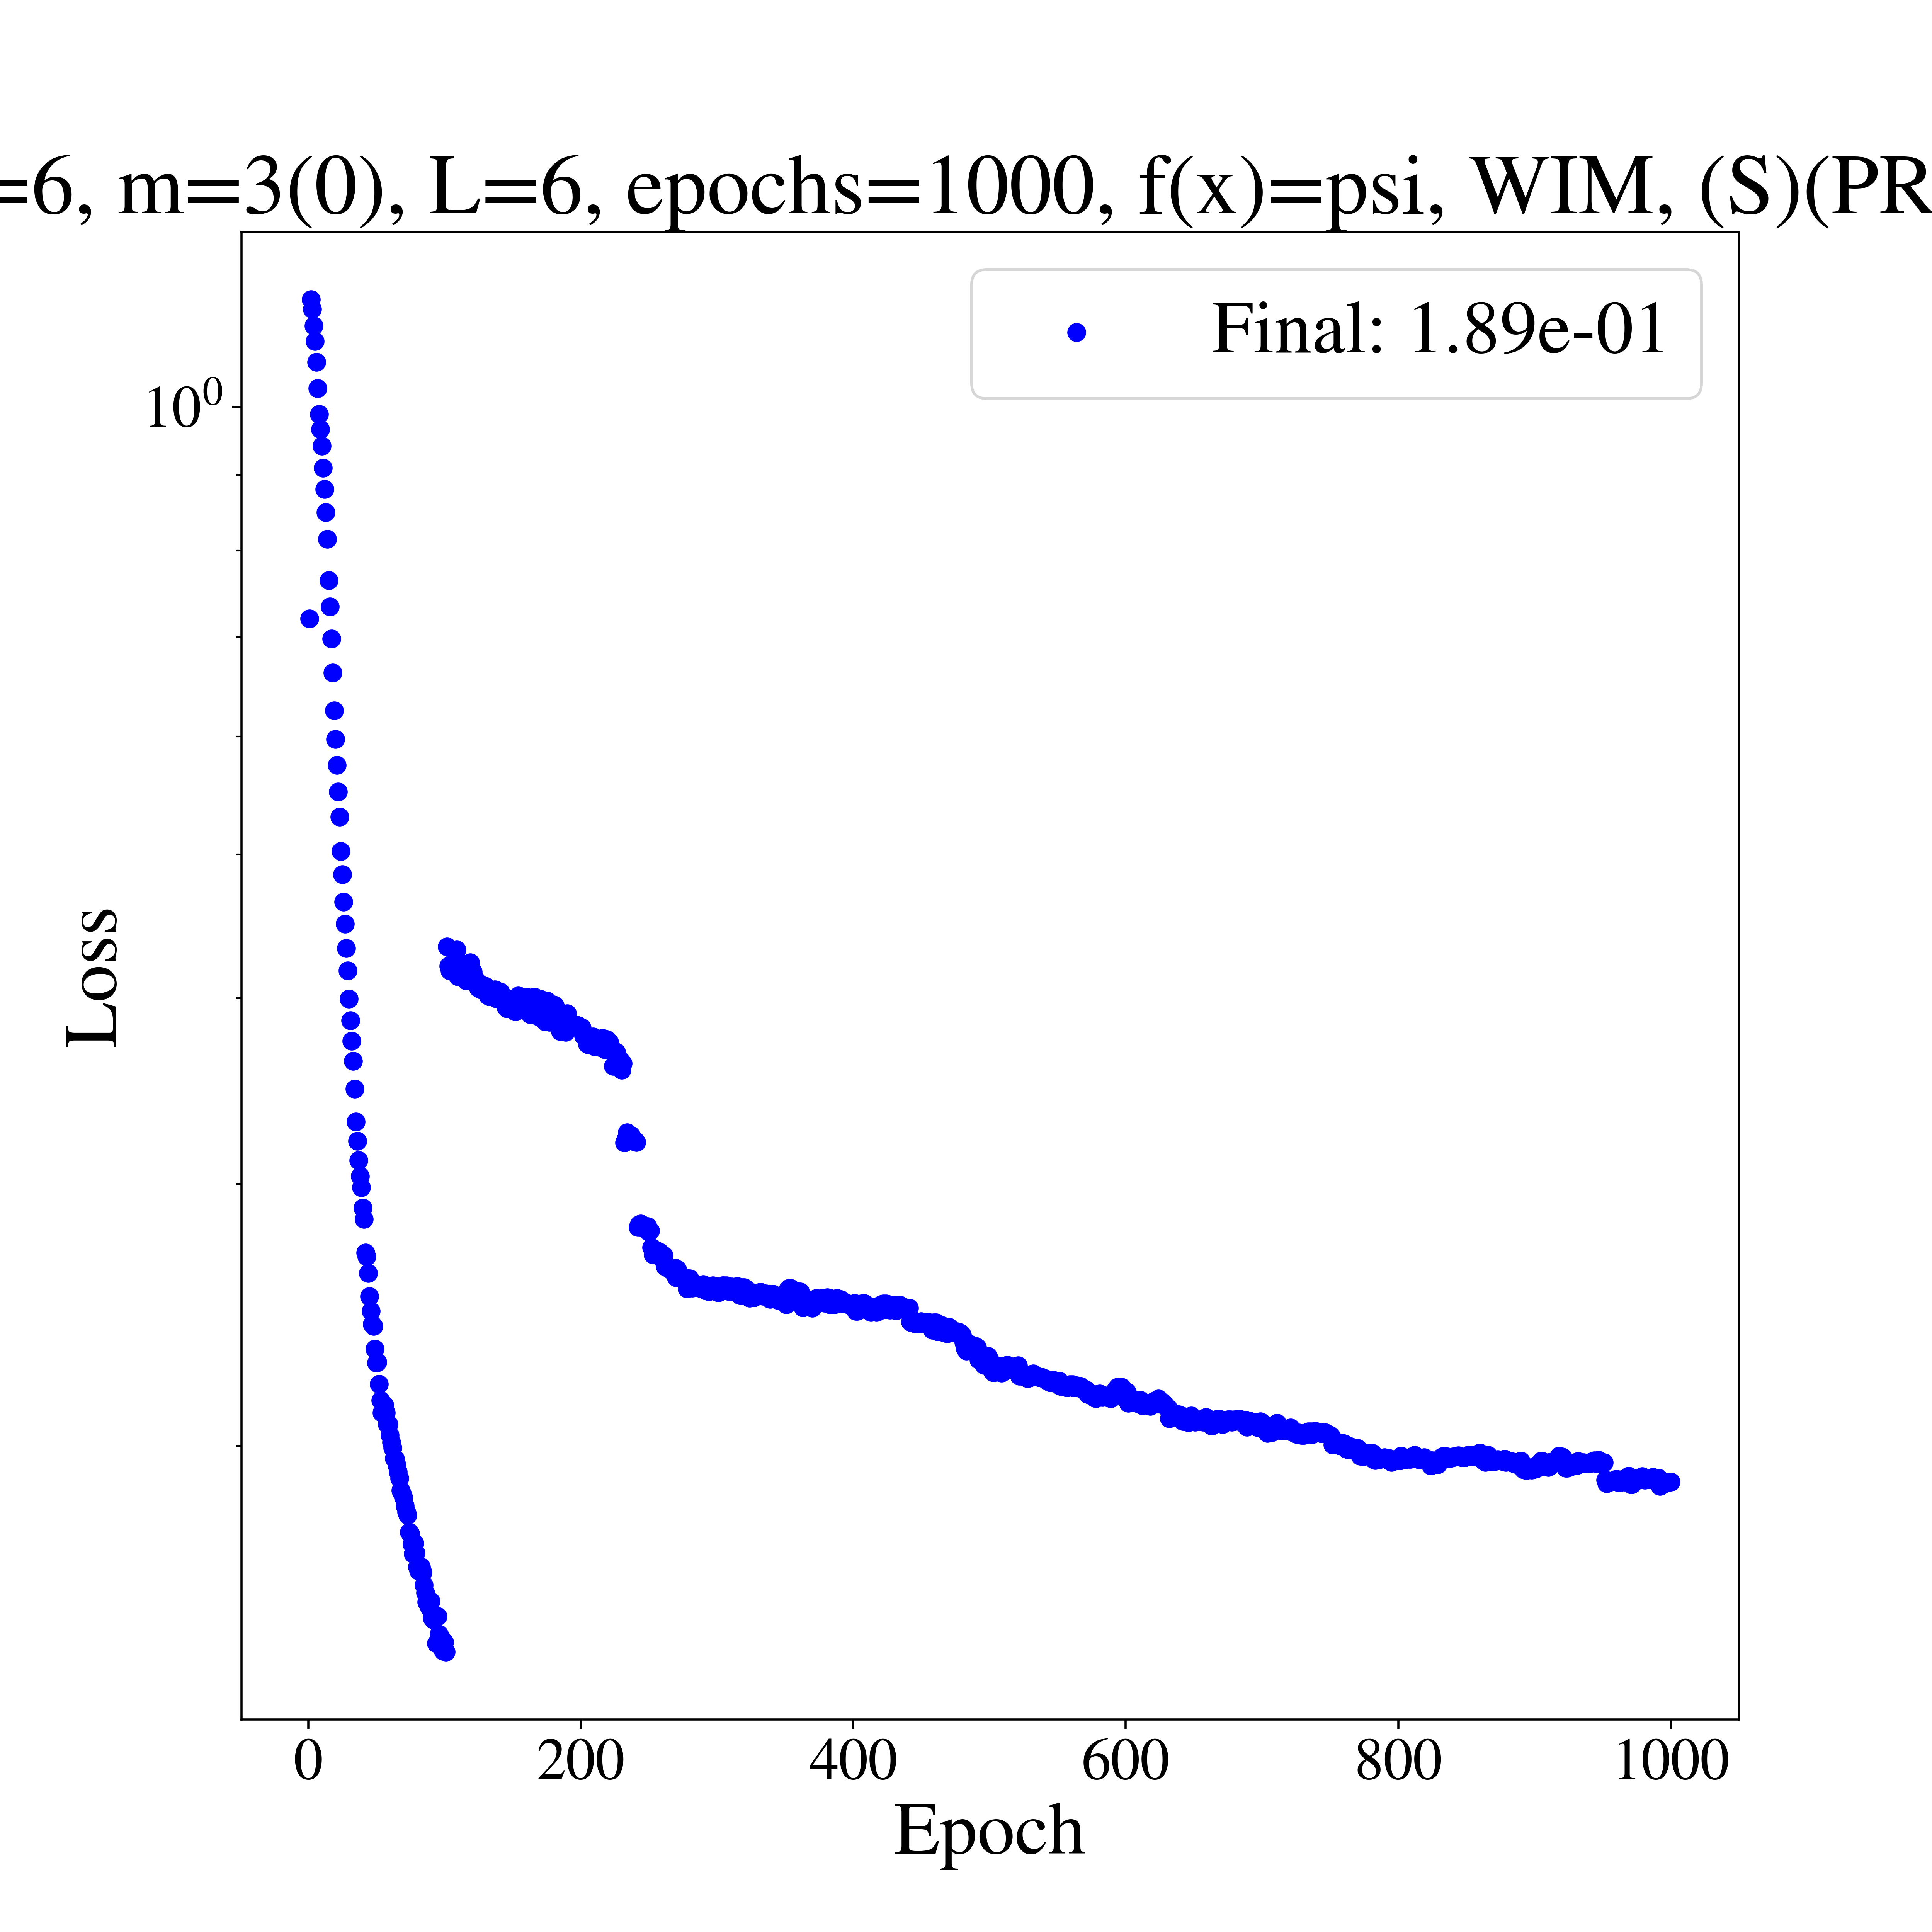 =6, m=3(0), L=6, epochs=1000, f(x)=psi, WIM, (S)(PR
Final: 1.89e-01
10⁰
Loss
0 200 400 600 800 1000
Epoch